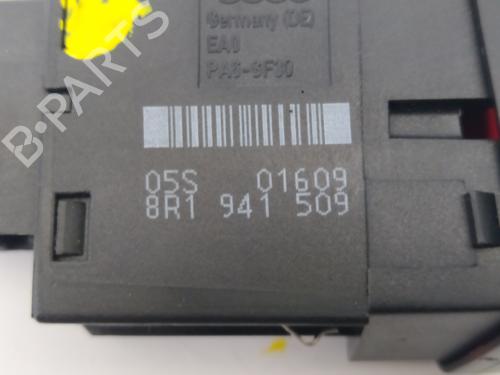 Germany (DE)
EA0
PA6-GF30
05S 01609
8R1 941 509
B-PARTS